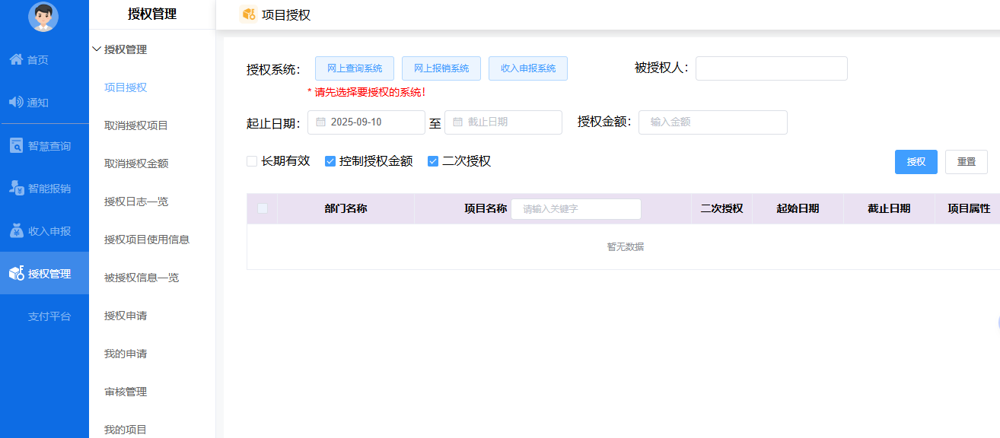 首页
通知
智慧查询
智能报销
收入申报
授权管理
支付平台
授权管理
授权管理
项目授权
取消授权项目
取消授权金额
授权日志一览
授权项目使用信息
被授权信息一览
授权申请
我的申请
审核管理
我的项目
项目授权
授权系统: 网上查询系统 网上报销系统 收入申报系统 被授权人:
* 请先选择要授权的系统!
起止日期: 2025-09-10 至 截止日期 授权金额: 输入金额
长期有效 控制授权金额 二次授权 授权 重置
部门名称 项目名称 请输入关键字 二次授权 起始日期 截止日期 项目属性
暂无数据